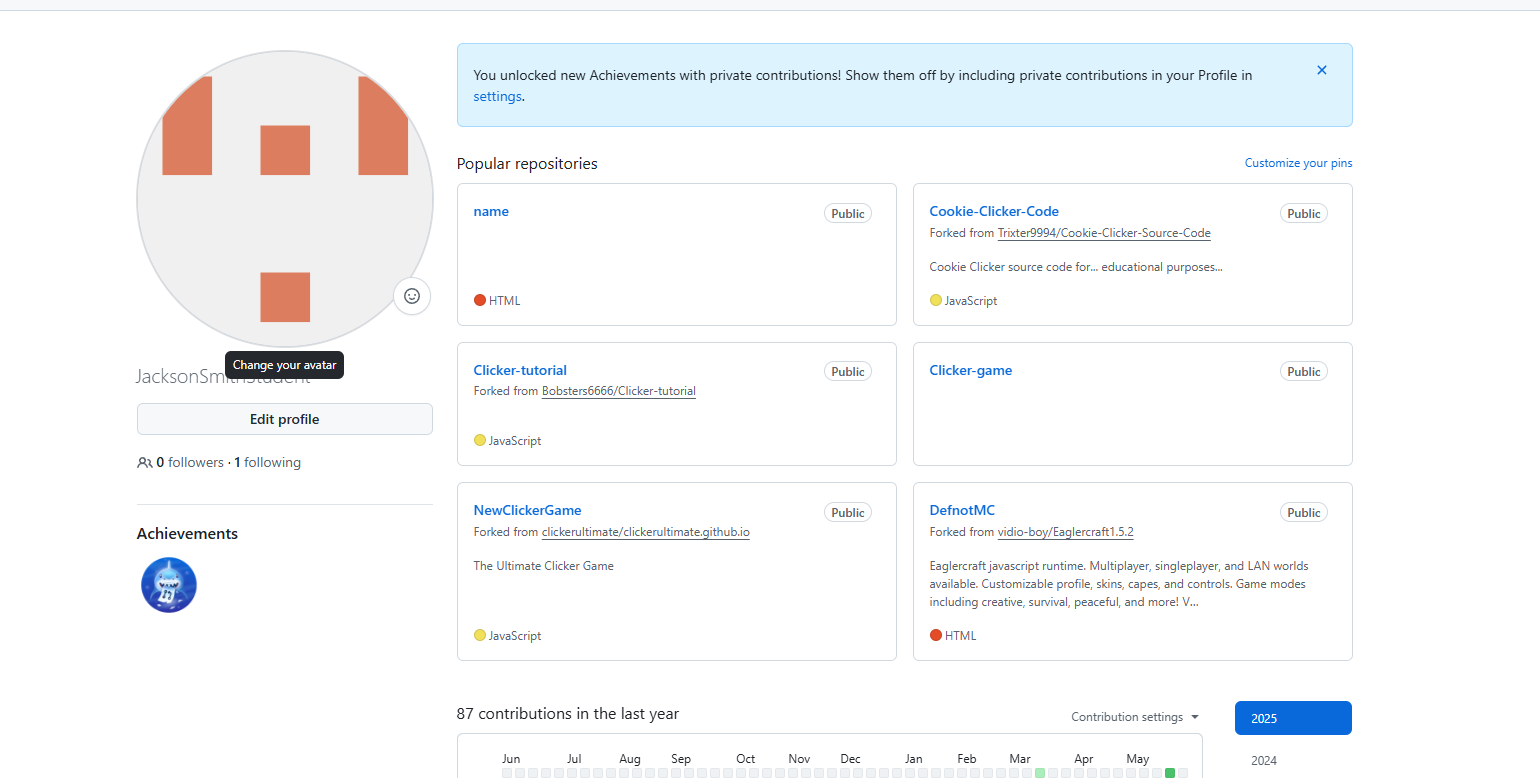 You unlocked new Achievements with private contributions! Show them off by including private contributions in your Profile in
settings.
Popular repositories
Customize your pins
name
Public
HTML
Cookie-Clicker-Code
Public
Forked from Trixter9994/Cookie-Clicker-Source-Code
Cookie Clicker source code for... educational purposes...
JavaScript
Change your avatar
JacksonSmithStudent
Edit profile
0 followers · 1 following
Achievements
Clicker-tutorial
Public
Forked from Bobsters6666/Clicker-tutorial
JavaScript
Clicker-game
Public
NewClickerGame
Public
Forked from clickerultimate/clickerultimate.github.io
The Ultimate Clicker Game
JavaScript
DefnotMC
Public
Forked from vidio-boy/Eaglercraft1.5.2
Eaglercraft javascript runtime. Multiplayer, singleplayer, and LAN worlds
available. Customizable profile, skins, capes, and controls. Game modes
including creative, survival, peaceful, and more! V...
HTML
87 contributions in the last year
Contribution settings
2025
2024
Jun Jul Aug Sep Oct Nov Dec Jan Feb Mar Apr May